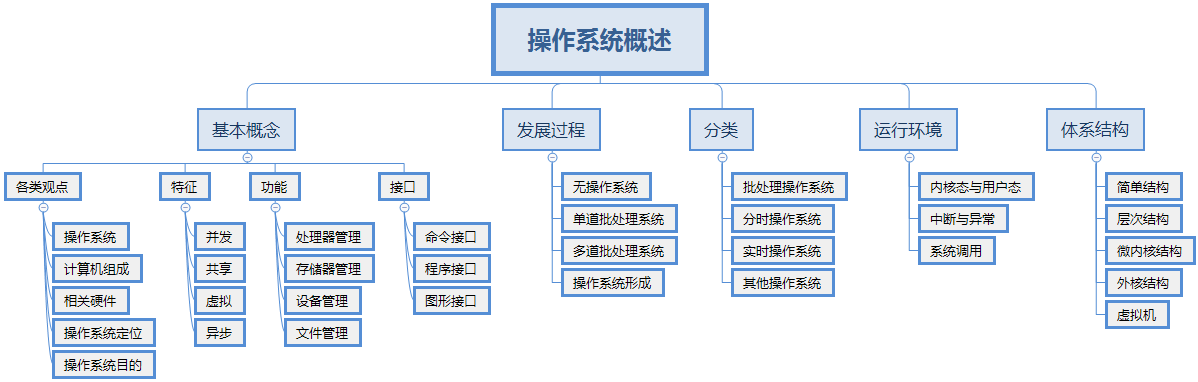 操作系统概述
基本概念
发展过程
分类
运行环境
体系结构
各类观点
特征
功能
接口
操作系统
计算机组成
相关硬件
操作系统定位
操作系统目的
并发
共享
虚拟
异步
处理器管理
存储器管理
设备管理
文件管理
命令接口
程序接口
图形接口
无操作系统
单道批处理系统
多道批处理系统
操作系统形成
批处理操作系统
分时操作系统
实时操作系统
其他操作系统
内核态与用户态
中断与异常
系统调用
简单结构
层次结构
微内核结构
外核结构
虚拟机